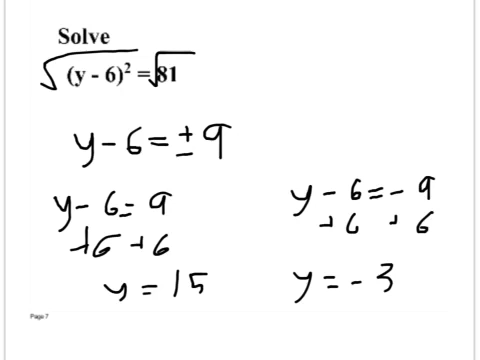 Solve
√(y - 6)² = √81
y - 6 = ± 9
y - 6 = 9
+6 +6
y = 15
y - 6 = - 9
+6 +6
y = - 3
Page 7